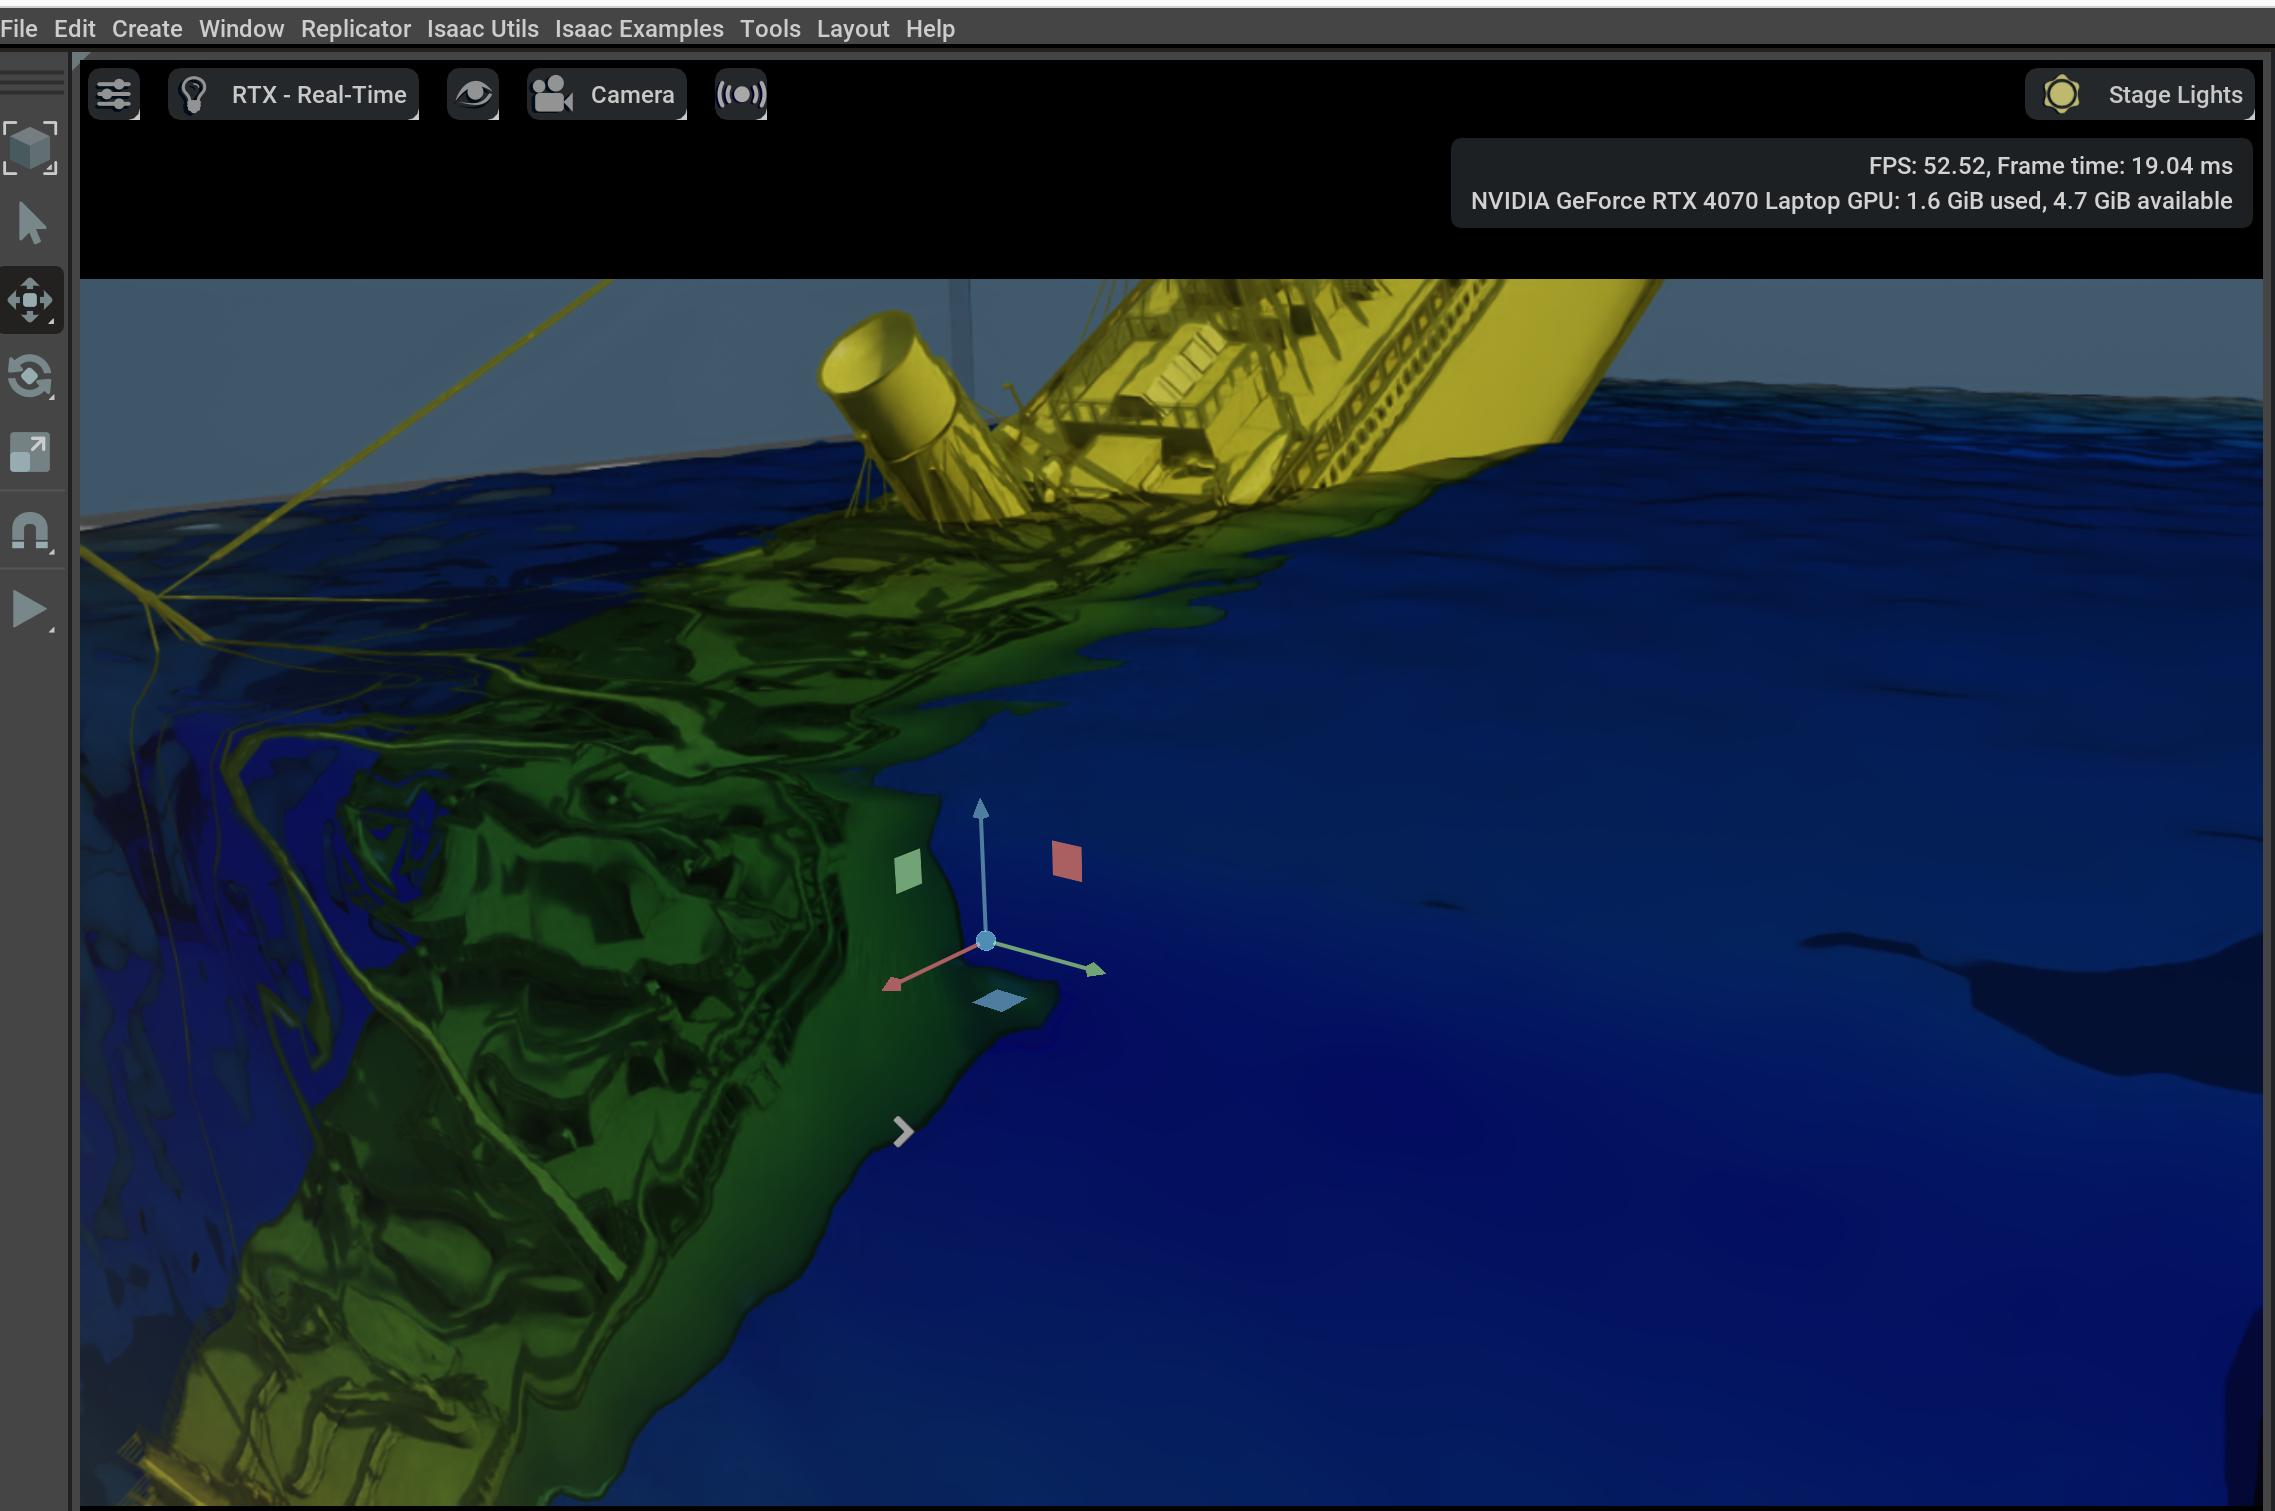 File Edit Create Window Replicator Isaac Utils Isaac Examples Tools Layout Help
RTX - Real-Time
Camera
Stage Lights
FPS: 52.52, Frame time: 19.04 ms
NVIDIA GeForce RTX 4070 Laptop GPU: 1.6 GiB used, 4.7 GiB available